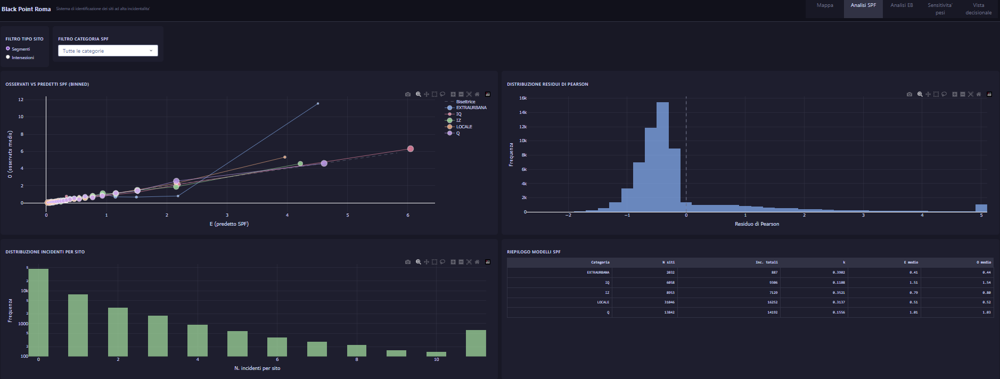 Black Point Roma Sistema di identificazione dei siti ad alta incidentalita'
Mappa Analisi SPF Analisi EB Sensitivita' pesi Vista decisionale
FILTRO TIPO SITO
Segmenti
Intersezioni
FILTRO CATEGORIA SPF
Tutte le categorie
OSSERVATI VS PREDETTI SPF (BINNED)
Bisettrice
EXTRAURBANA
IQ
IZ
LOCALE
Q
O (osservato medio)
12
10
8
6
4
2
0
0 1 2 3 4 5 6
E (predetto SPF)
DISTRIBUZIONE RESIDUI DI PEARSON
Frequenza
16k
14k
12k
10k
8k
6k
4k
2k
0
−2 −1 0 1 2 3 4 5
Residuo di Pearson
DISTRIBUZIONE INCIDENTI PER SITO
Frequenza
5
2
10k
5
2
1000
5
2
100
0 2 4 6 8 10
N. incidenti per sito
RIEPILOGO MODELLI SPF
Categoria N siti Inc. totali k E medio O medio
EXTRAURBANA 2032 887 0.3902 0.41 0.44
IQ 6058 9306 0.1108 1.51 1.54
IZ 8953 7129 0.3521 0.79 0.80
LOCALE 31046 16252 0.3137 0.51 0.52
Q 13842 14192 0.1556 1.01 1.03